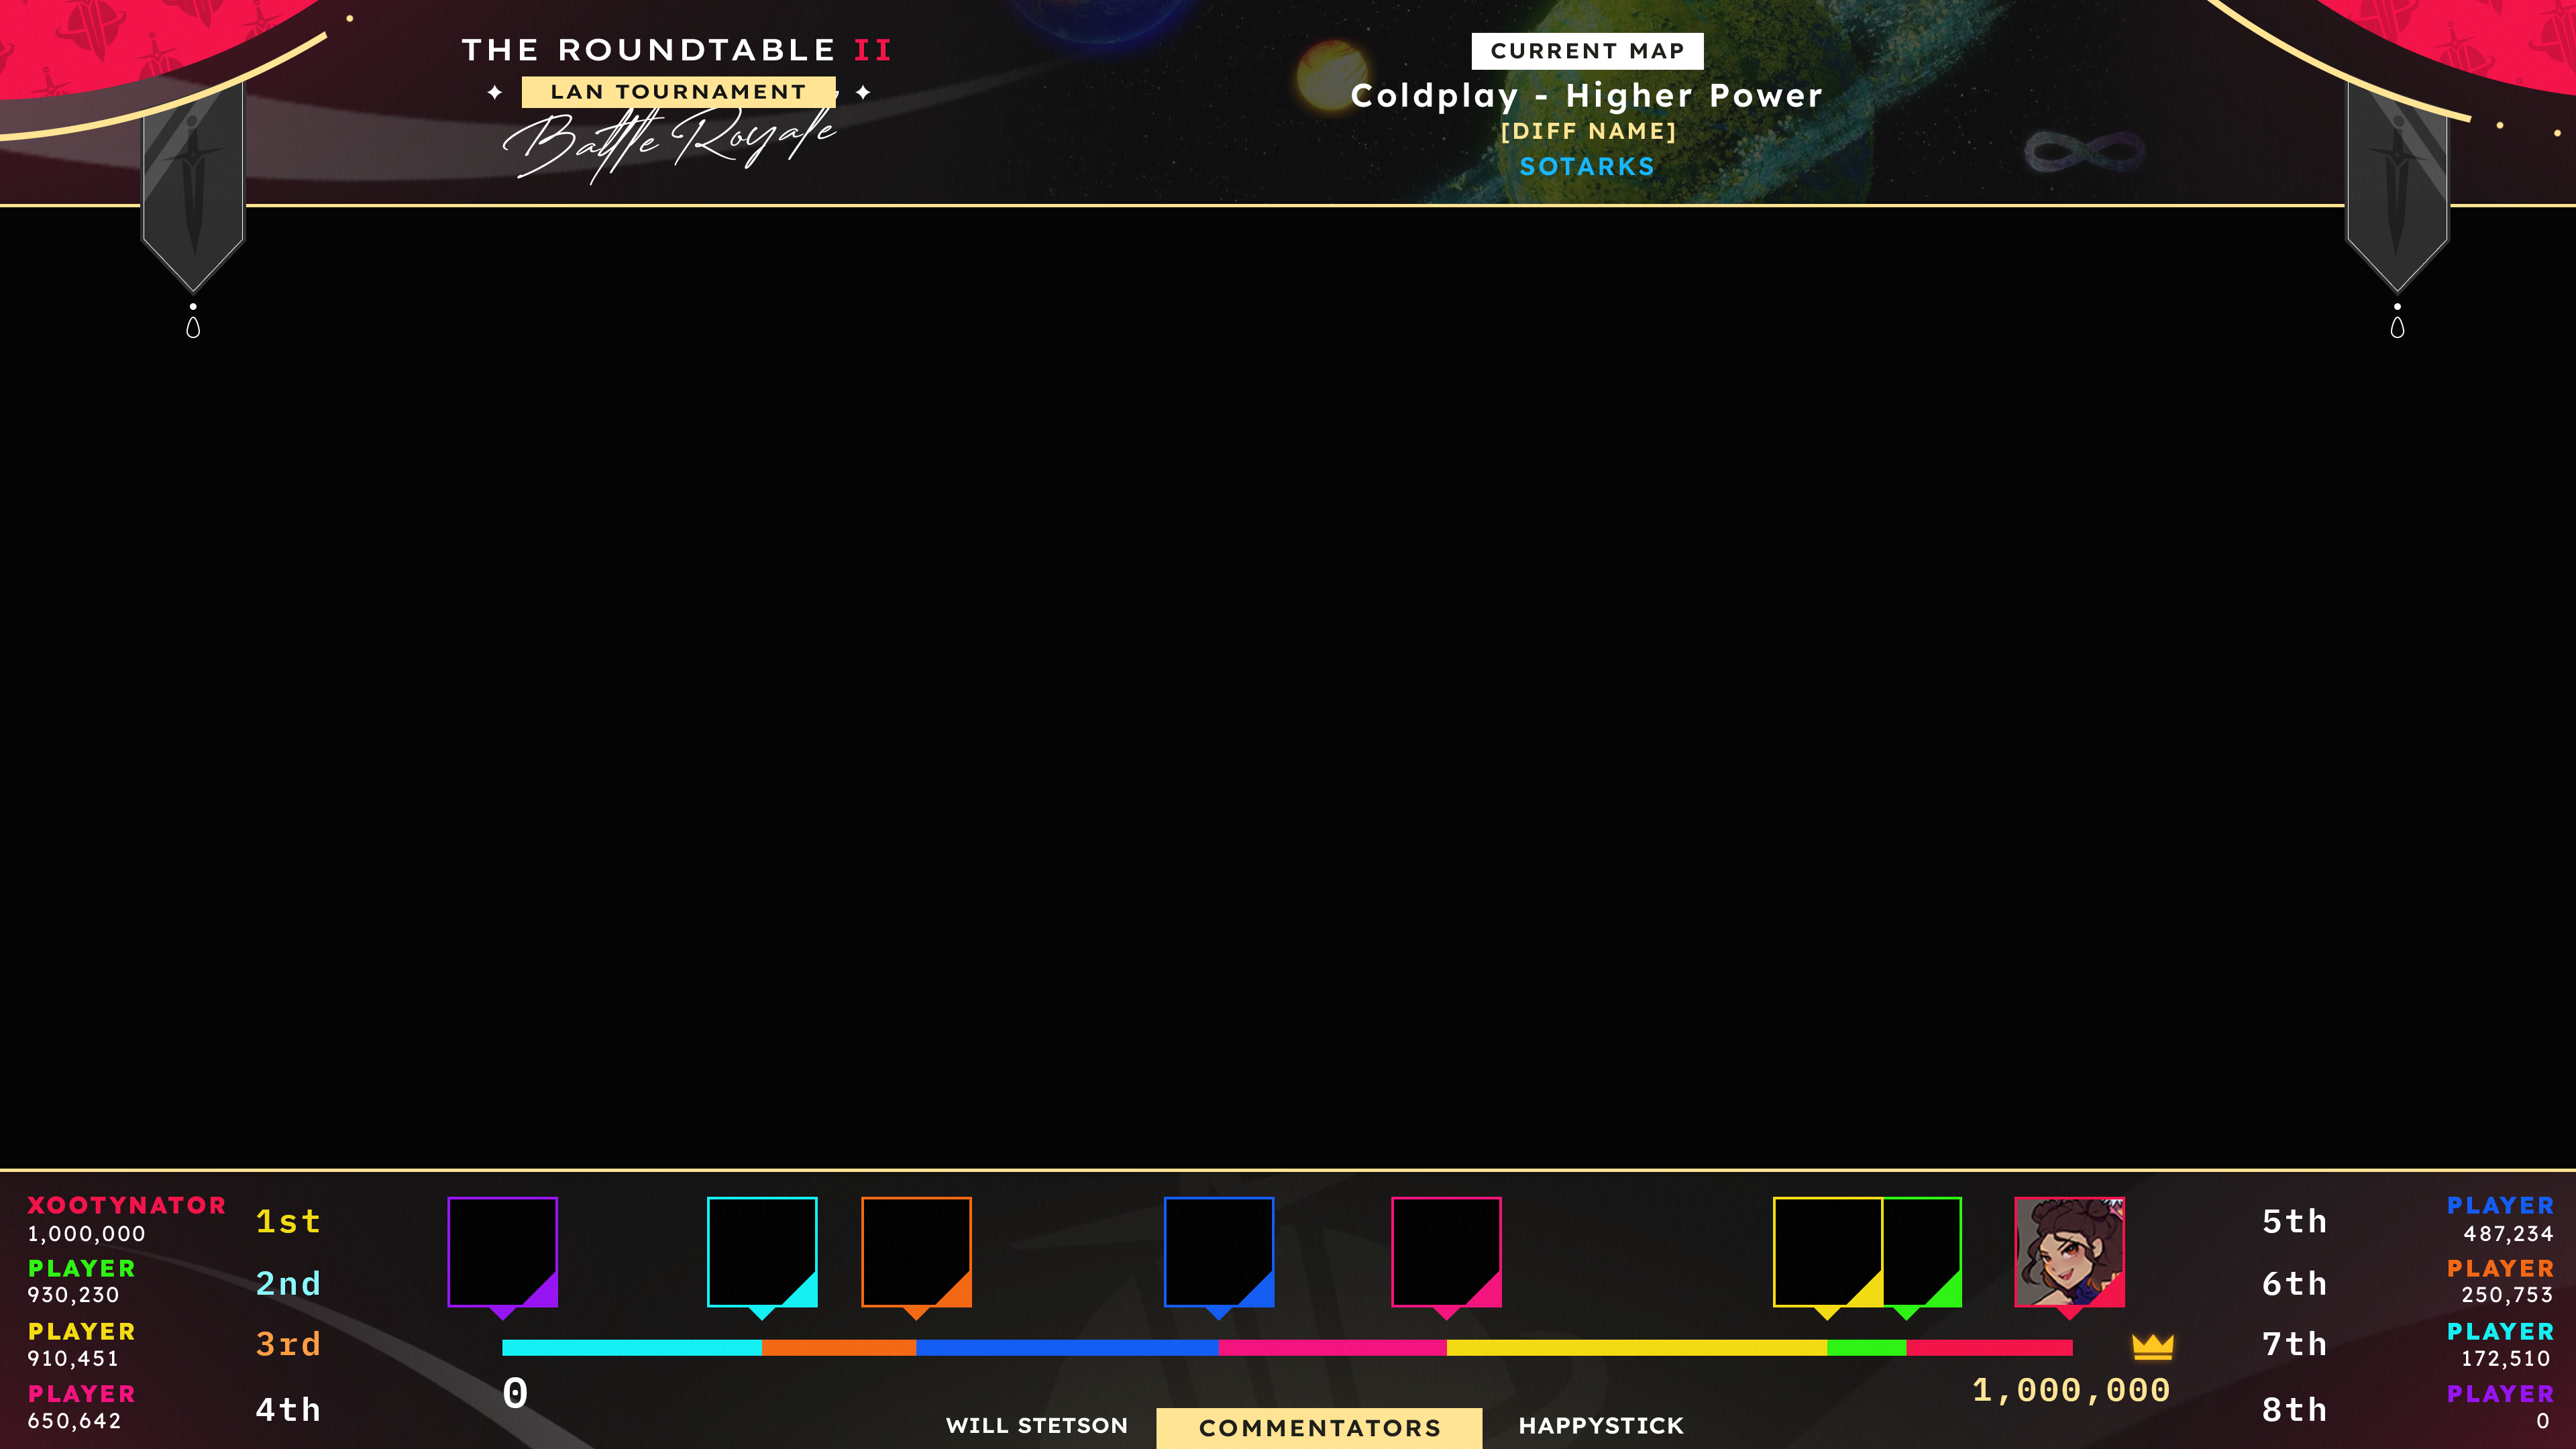 THE ROUNDTABLE II
LAN TOURNAMENT
Battle Royale
CURRENT MAP
Coldplay - Higher Power
[DIFF NAME]
SOTARKS
XOOTYNATOR
1,000,000
1st
PLAYER
930,230
2nd
PLAYER
910,451
3rd
PLAYER
650,642
4th
0
1,000,000
WILL STETSON
COMMENTATORS
HAPPYSTICK
5th
PLAYER
487,234
6th
PLAYER
250,753
7th
PLAYER
172,510
8th
PLAYER
0